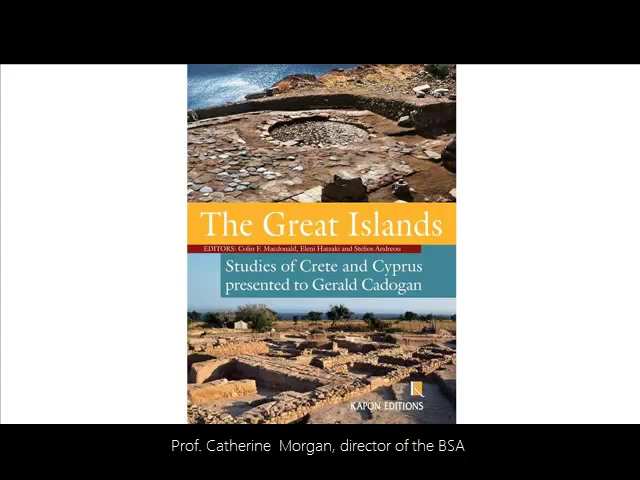 The Great Islands
EDITORS: Colin F. Macdonald, Eleni Hatzaki and Stelios Andreou
Studies of Crete and Cyprus
presented to Gerald Cadogan
KAPON EDITIONS
Prof. Catherine Morgan, director of the BSA